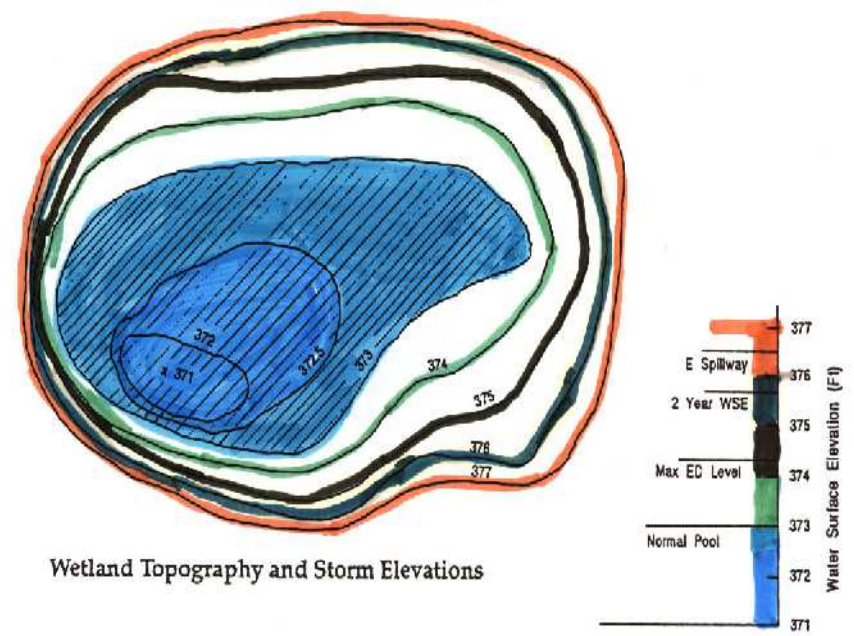 372
x 371
372.5
373
374
375
376
377
377
E Spillway
376
2 Year WSE
375
Max ED Level
374
373
Normal Pool
372
371
Water Surface Elevation (Ft)
Wetland Topography and Storm Elevations